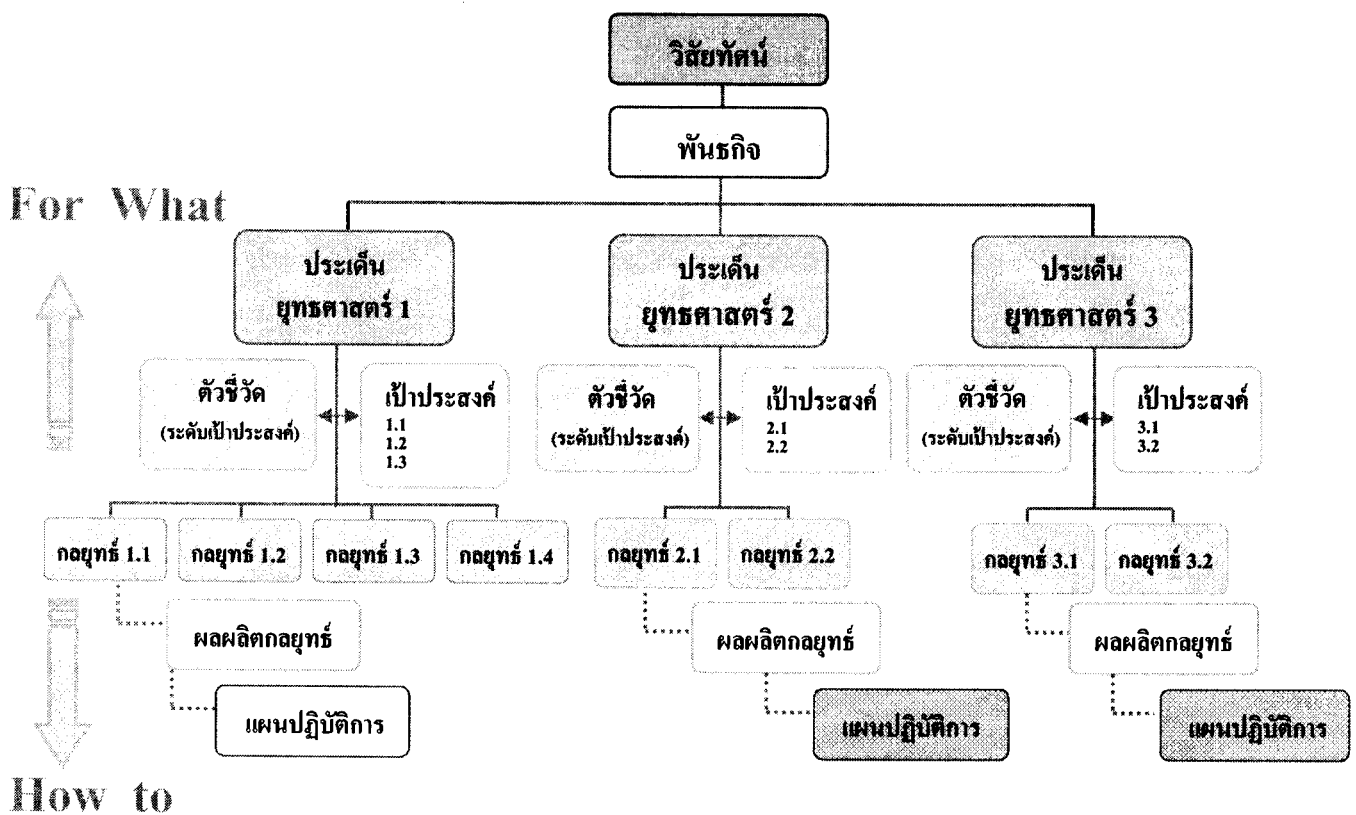 วิสัยทัศน์
พันธกิจ
For What
ประเด็น
ยุทธศาสตร์ 1
ประเด็น
ยุทธศาสตร์ 2
ประเด็น
ยุทธศาสตร์ 3
ตัวชี้วัด
(ระดับเป้าประสงค์)
เป้าประสงค์
1.1
1.2
1.3
ตัวชี้วัด
(ระดับเป้าประสงค์)
เป้าประสงค์
2.1
2.2
ตัวชี้วัด
(ระดับเป้าประสงค์)
เป้าประสงค์
3.1
3.2
กลยุทธ์ 1.1
กลยุทธ์ 1.2
กลยุทธ์ 1.3
กลยุทธ์ 1.4
กลยุทธ์ 2.1
กลยุทธ์ 2.2
กลยุทธ์ 3.1
กลยุทธ์ 3.2
ผลผลิตกลยุทธ์
ผลผลิตกลยุทธ์
ผลผลิตกลยุทธ์
แผนปฏิบัติการ
แผนปฏิบัติการ
แผนปฏิบัติการ
How to